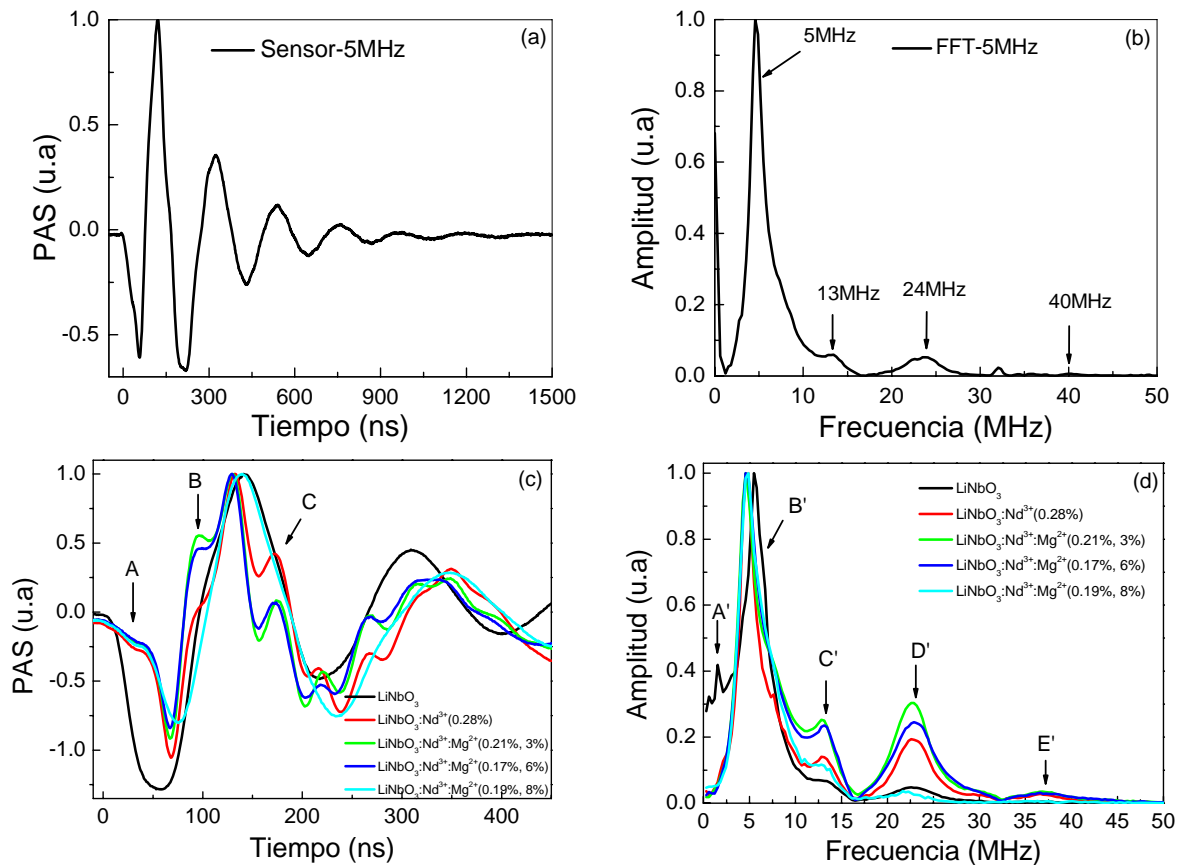 Sensor-5MHz
(a)
PAS (u.a)
1.0
0.5
0.0
-0.5
0 300 600 900 1200 1500
Tiempo (ns)
FFT-5MHz
(b)
5MHz
13MHz
24MHz
40MHz
Amplitud (u.a)
1.0
0.8
0.6
0.4
0.2
0.0
0 10 20 30 40 50
Frecuencia (MHz)
(c)
A
B
C
PAS (u.a)
1.0
0.5
0.0
-0.5
-1.0
LiNbO₃
LiNbO₃:Nd³⁺(0.28%)
LiNbO₃:Nd³⁺:Mg²⁺(0.21%, 3%)
LiNbO₃:Nd³⁺:Mg²⁺(0.17%, 6%)
LiNbO₃:Nd³⁺:Mg²⁺(0.19%, 8%)
0 100 200 300 400
Tiempo (ns)
(d)
LiNbO₃
LiNbO₃:Nd³⁺(0.28%)
LiNbO₃:Nd³⁺:Mg²⁺(0.21%, 3%)
LiNbO₃:Nd³⁺:Mg²⁺(0.17%, 6%)
LiNbO₃:Nd³⁺:Mg²⁺(0.19%, 8%)
A'
B'
C'
D'
E'
Amplitud (u.a)
1.0
0.8
0.6
0.4
0.2
0.0
0 5 10 15 20 25 30 35 40 45 50
Frecuencia (MHz)